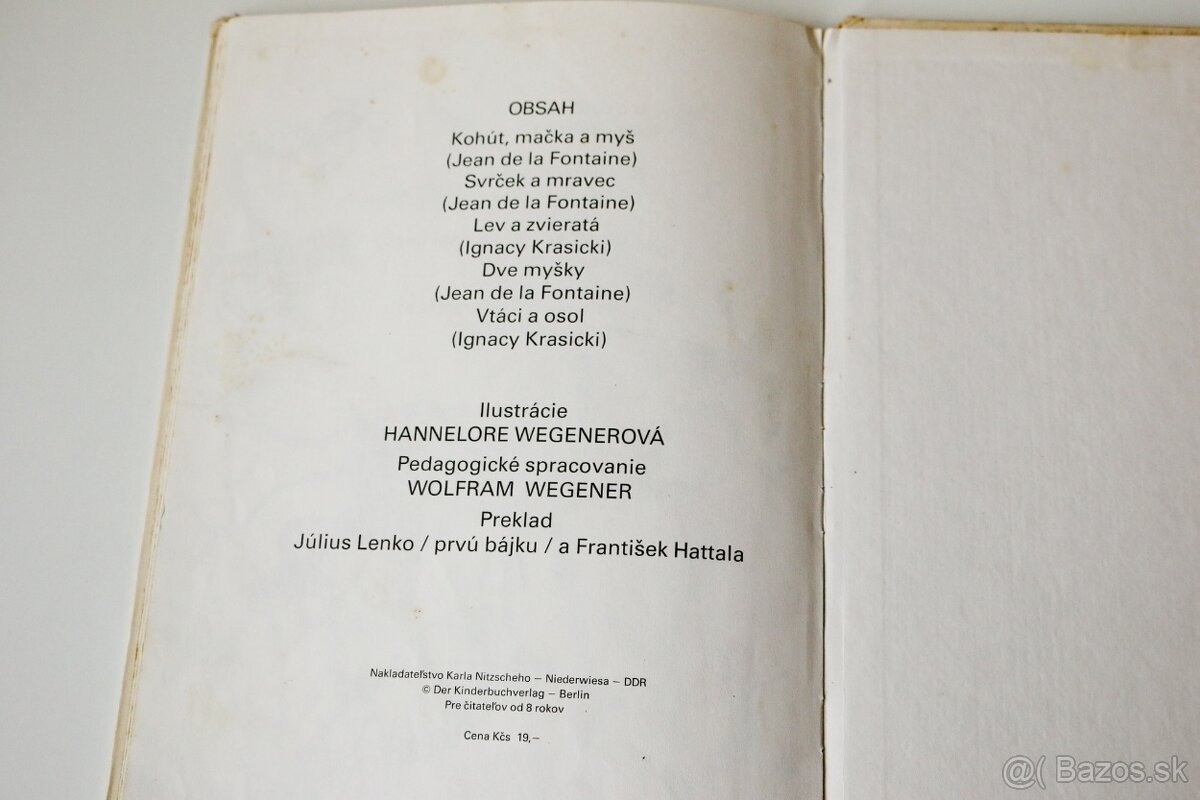 OBSAH
Kohút, mačka a myš
(Jean de la Fontaine)
Svrček a mravec
(Jean de la Fontaine)
Lev a zvieratá
(Ignacy Krasicki)
Dve myšky
(Jean de la Fontaine)
Vtáci a osol
(Ignacy Krasicki)
Ilustrácie
HANNELORE WEGENEROVÁ
Pedagogické spracovanie
WOLFRAM WEGENER
Preklad
Július Lenko / prvú bájku / a František Hattala
Nakladateľstvo Karla Nitzscheho – Niederwiesa – DDR
© Der Kinderbuchverlag – Berlin
Pre čitateľov od 8 rokov
Cena Kčs 19,–
@( Bazos.sk